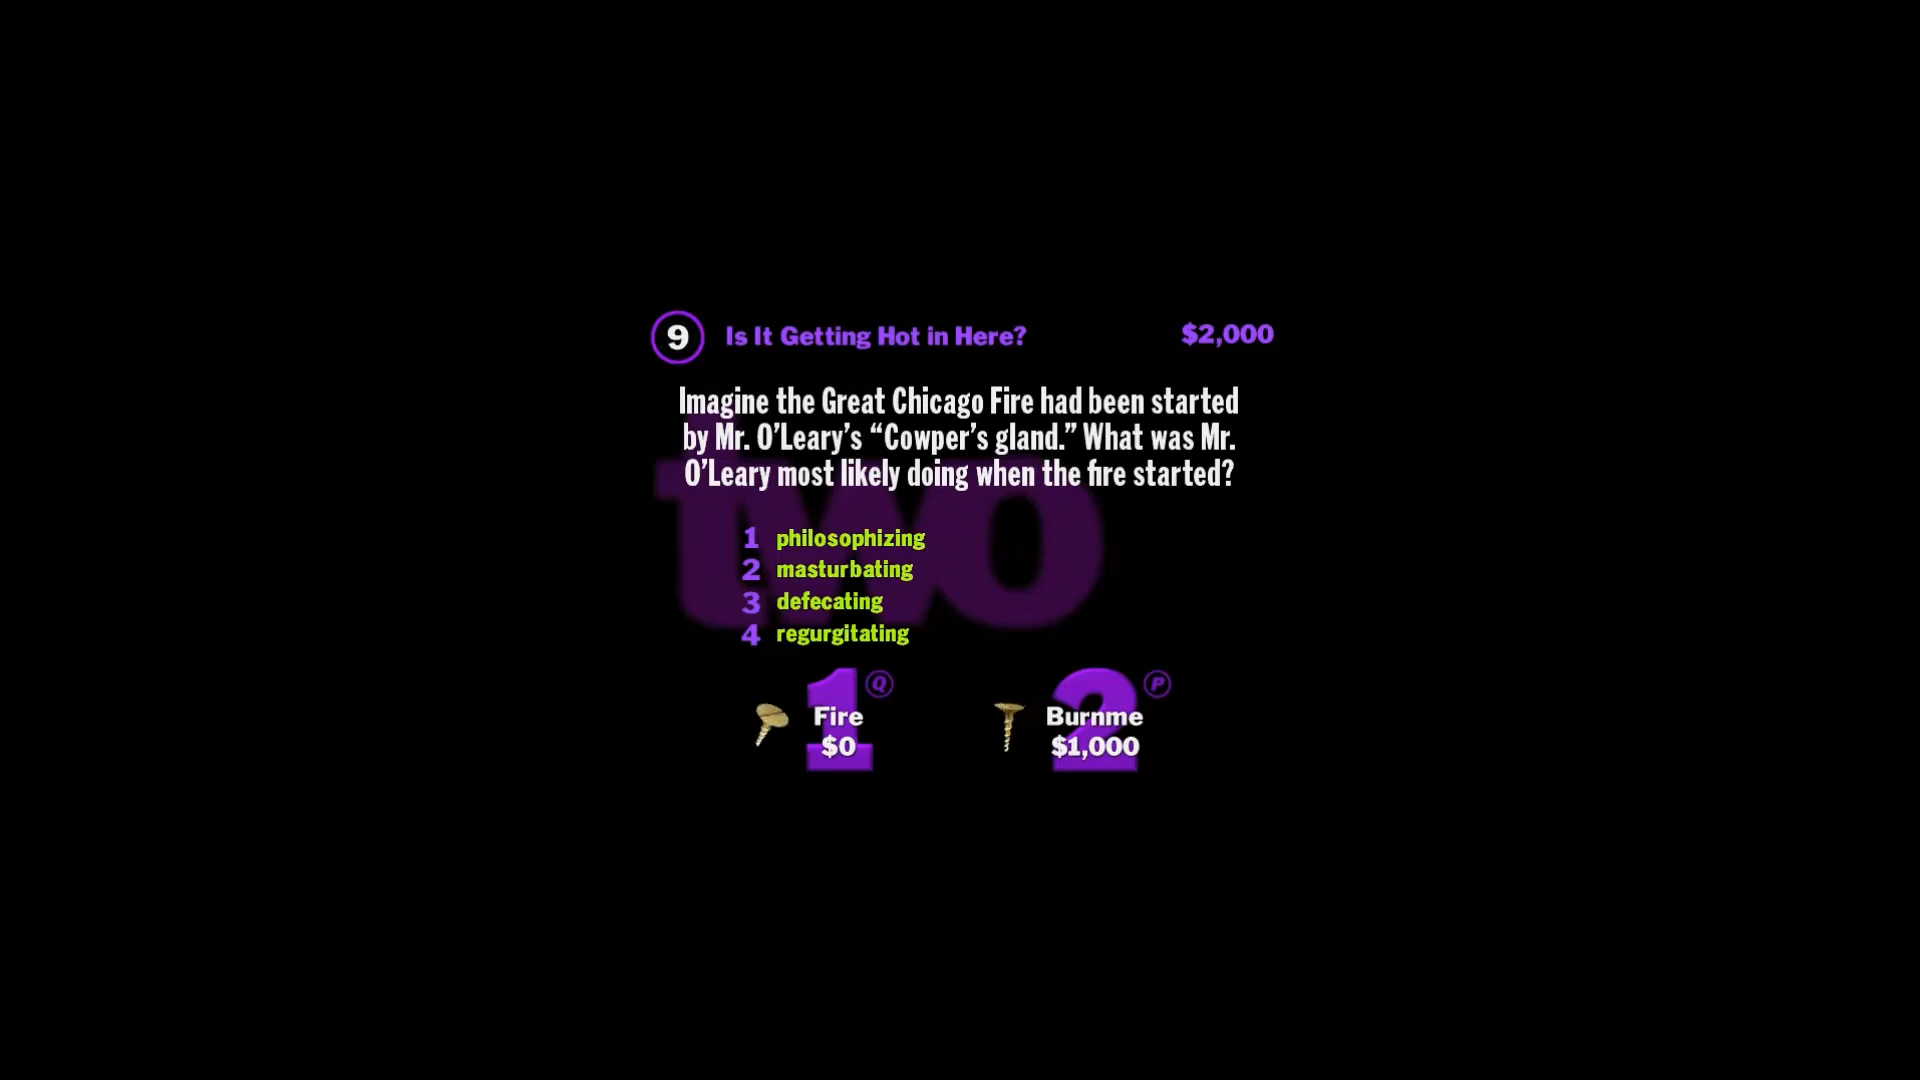 9 Is It Getting Hot in Here? $2,000
Imagine the Great Chicago Fire had been started
by Mr. O’Leary’s “Cowper’s gland.” What was Mr.
O’Leary most likely doing when the fire started?
two
1 philosophizing
2 masturbating
3 defecating
4 regurgitating
1 Q 2 P
Fire Burnme
$0 $1,000